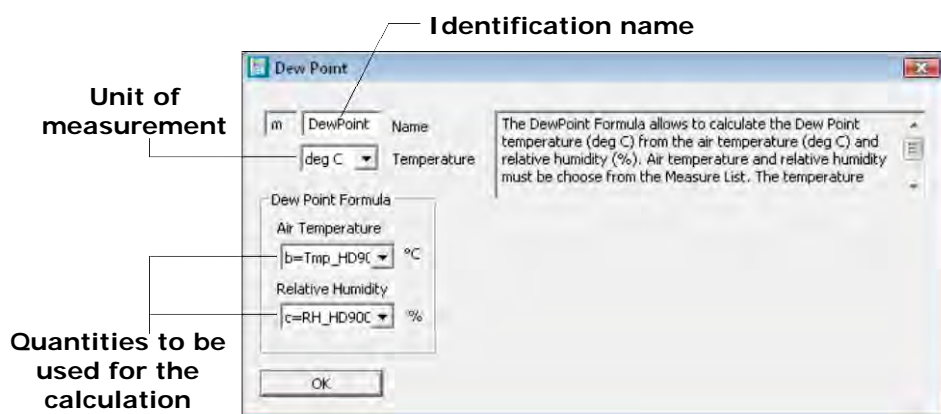 Identification name
Dew Point
Unit of
measurement
m DewPoint Name
deg C Temperature
The DewPoint Formula allows to calculate the Dew Point
temperature (deg C) from the air temperature (deg C) and
relative humidity (%). Air temperature and relative humidity
must be choose from the Measure List. The temperature
Dew Point Formula
Air Temperature
b=Tmp_HD90 °C
Relative Humidity
c=RH_HD90C %
Quantities to be
used for the
calculation
OK